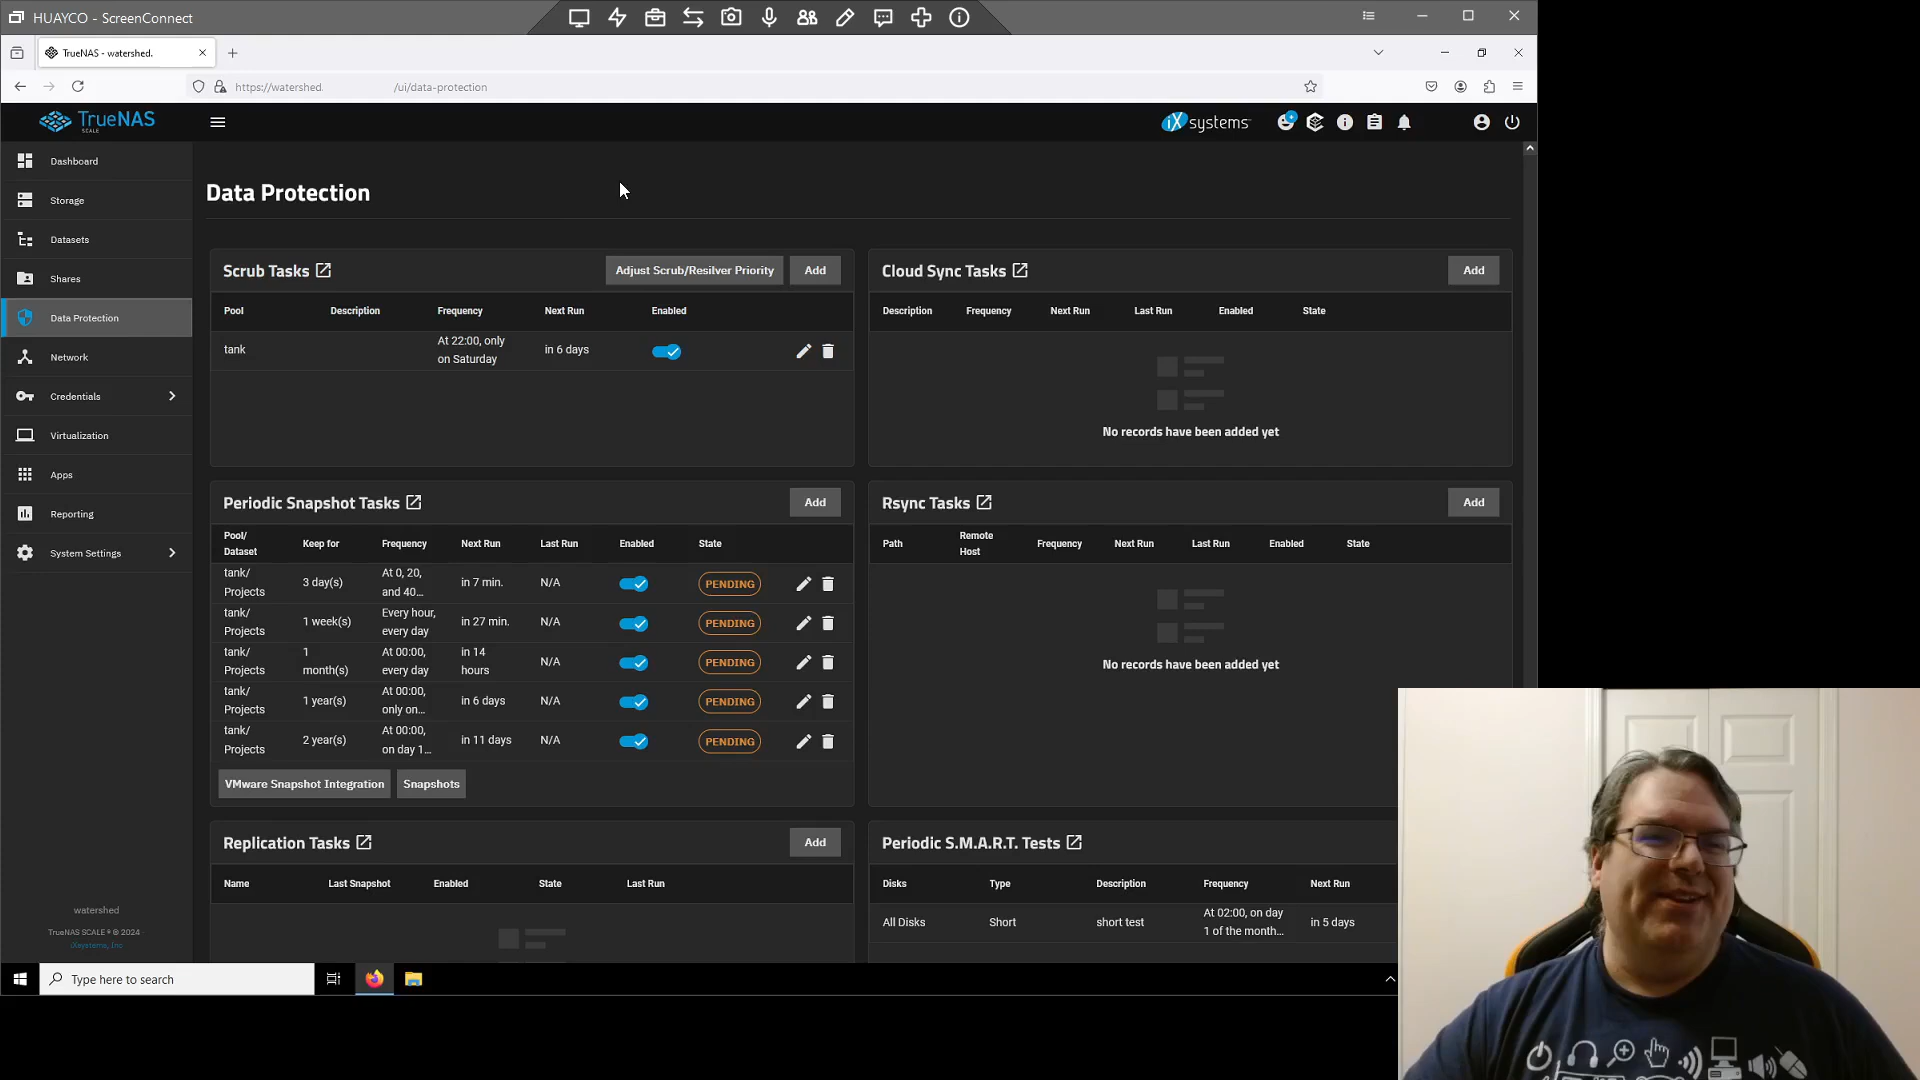 HUAYCO - ScreenConnect
TrueNAS - watershed.
https://watershed. /ui/data-protection
TrueNAS
SCALE
iXsystems
Dashboard
Storage
Datasets
Shares
Data Protection
Network
Credentials
Virtualization
Apps
Reporting
System Settings
watershed
TrueNAS SCALE ® © 2024
iXsystems, Inc
Data Protection
Scrub Tasks
Adjust Scrub/Resilver Priority
Add
Pool Description Frequency Next Run Enabled
tank At 22:00, only in 6 days
on Saturday
Cloud Sync Tasks
Add
Description Frequency Next Run Last Run Enabled State
No records have been added yet
Periodic Snapshot Tasks
Add
Pool/
Dataset Keep for Frequency Next Run Last Run Enabled State
tank/ 3 day(s) At 0, 20, in 7 min. N/A PENDING
Projects and 40...
tank/ 1 week(s) Every hour, in 27 min. N/A PENDING
Projects every day
tank/ 1 At 00:00, in 14 N/A PENDING
Projects month(s) every day hours
tank/ 1 year(s) At 00:00, in 6 days N/A PENDING
Projects only on...
tank/ 2 year(s) At 00:00, in 11 days N/A PENDING
Projects on day 1...
VMware Snapshot Integration Snapshots
Rsync Tasks
Add
Path Remote
Host Frequency Next Run Last Run Enabled State
No records have been added yet
Replication Tasks
Add
Name Last Snapshot Enabled State Last Run
Periodic S.M.A.R.T. Tests
Disks Type Description Frequency Next Run
All Disks Short short test At 02:00, on day in 5 days
1 of the month...
Type here to search